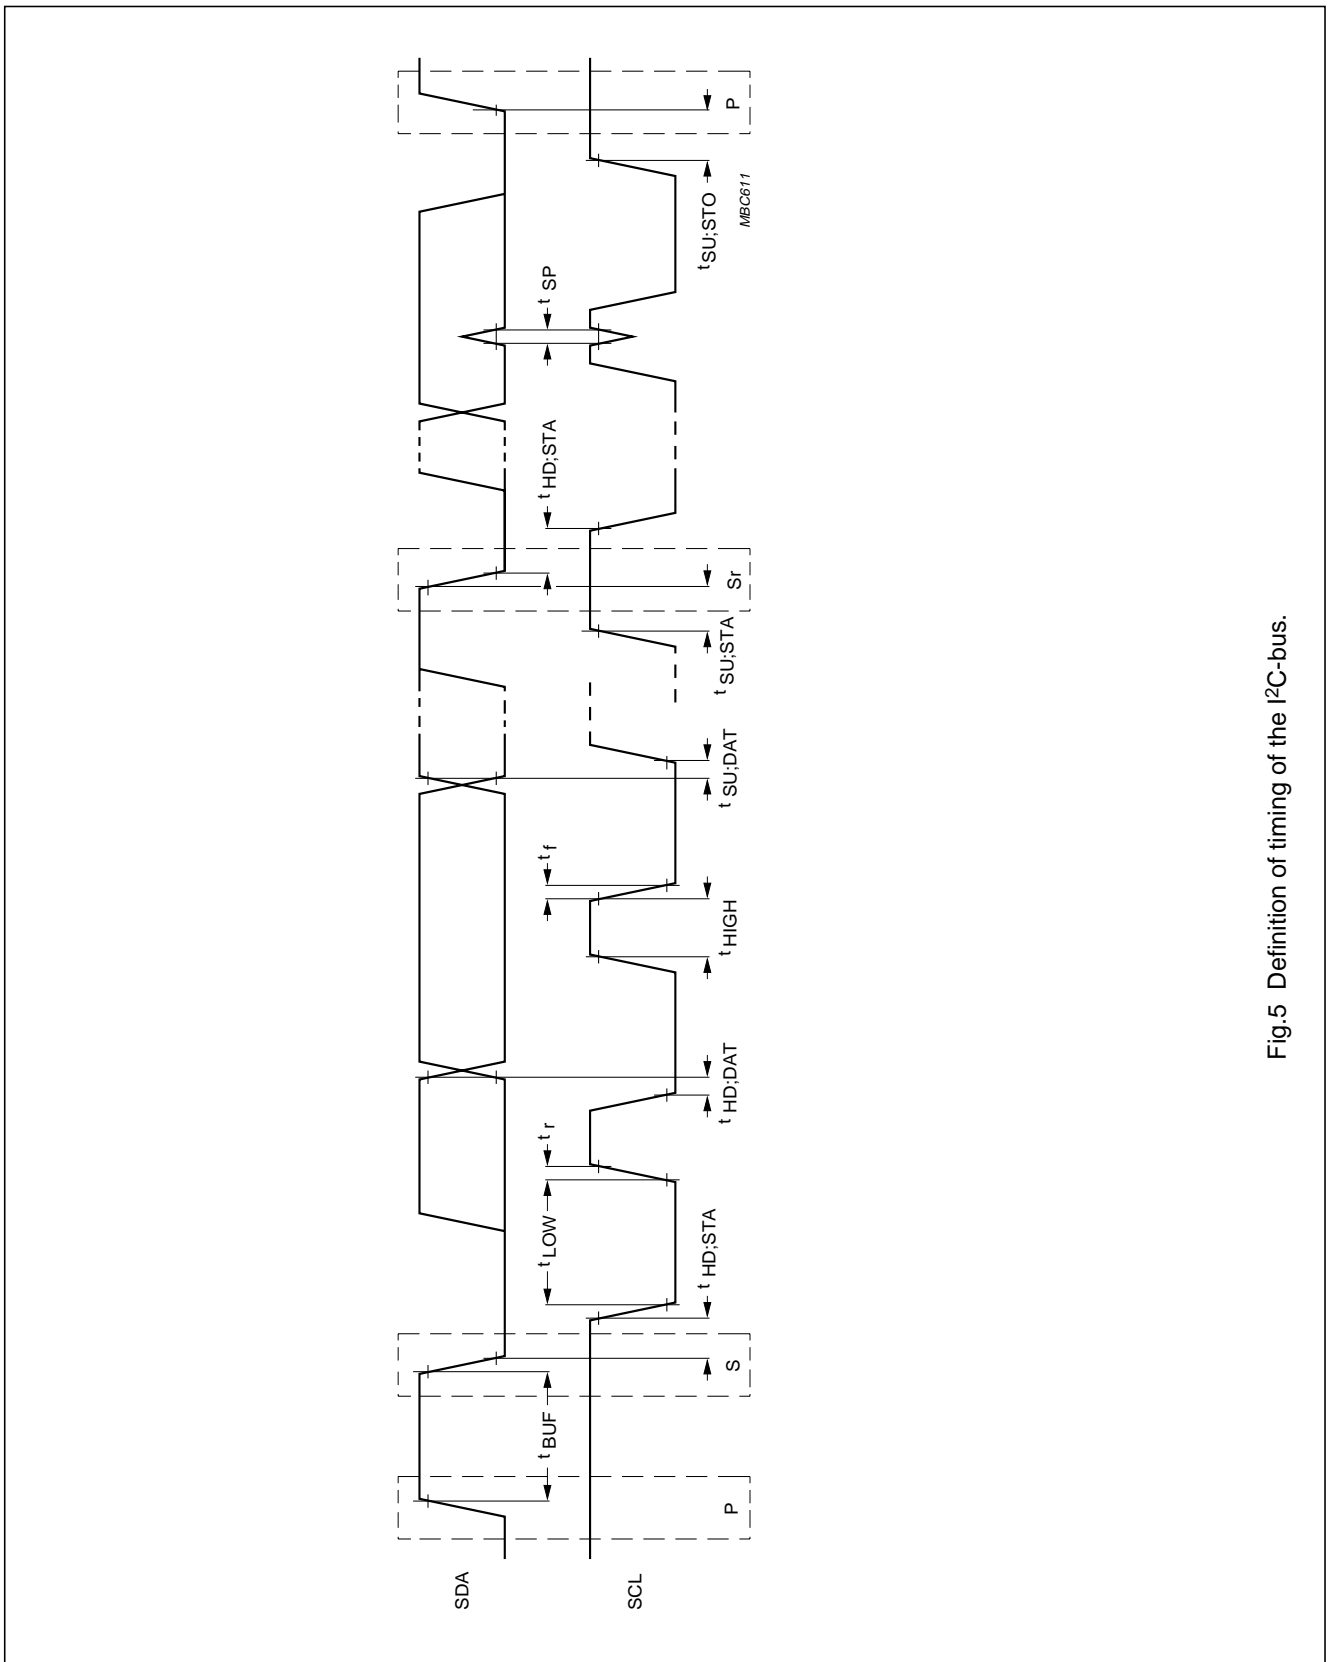 SDA
SCL
P
S
Sr
P
t BUF
t LOW
t r
t f
t HD;STA
t SP
t HD;STA
t HD;DAT
t HIGH
t SU;DAT
t SU;STA
t SU;STO
MBC611
Fig.5 Definition of timing of the I²C-bus.